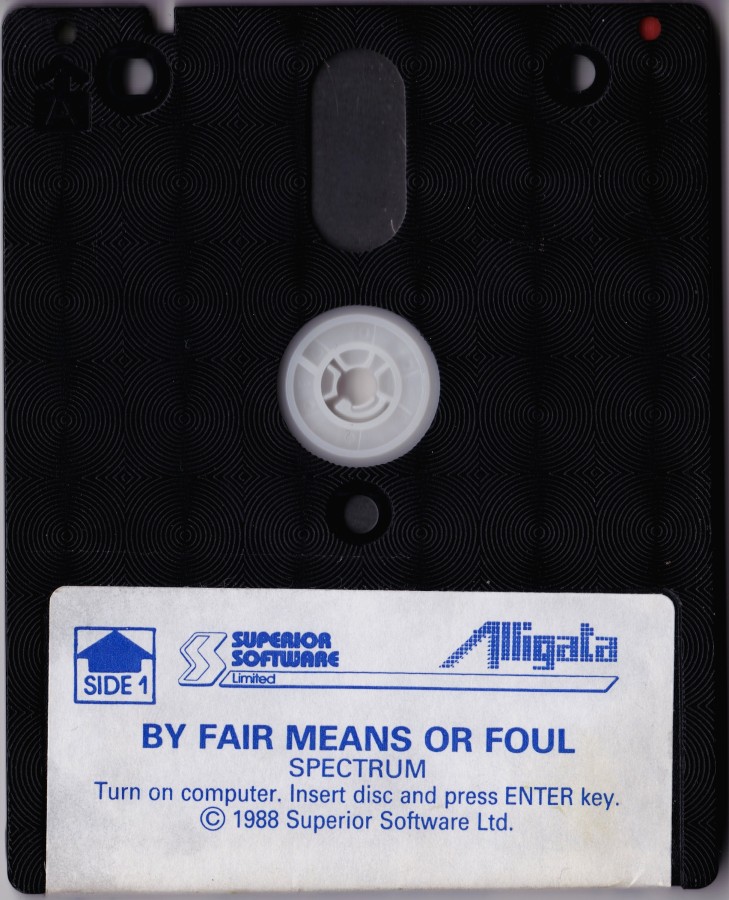 A
SIDE 1
SUPERIOR
SOFTWARE
Limited
Alligata
BY FAIR MEANS OR FOUL
SPECTRUM
Turn on computer. Insert disc and press ENTER key.
© 1988 Superior Software Ltd.